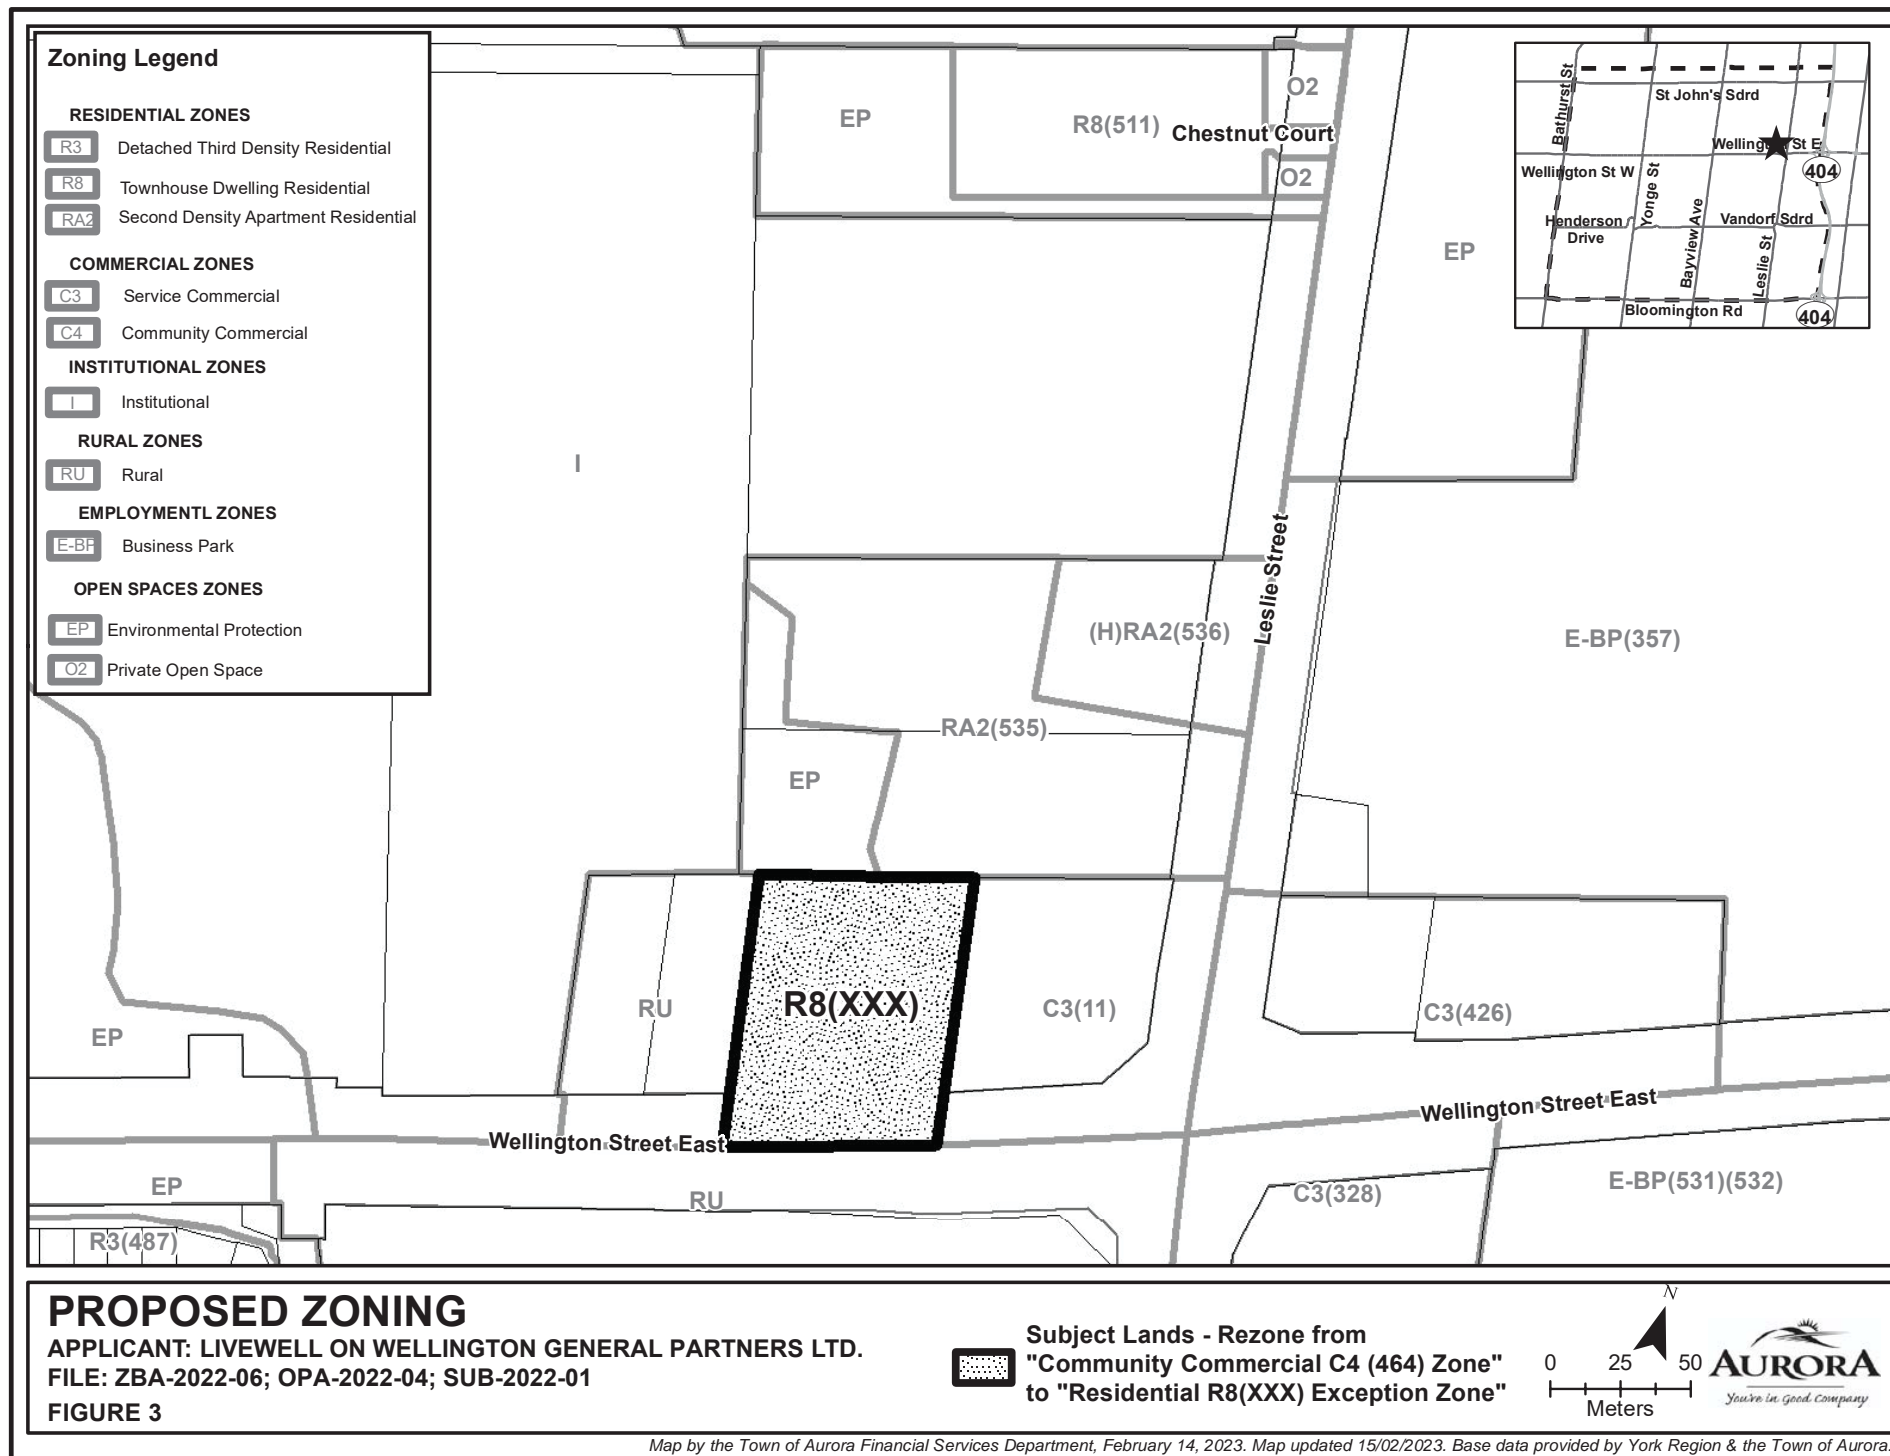 Zoning Legend
RESIDENTIAL ZONES
R3 Detached Third Density Residential
R8 Townhouse Dwelling Residential
RA2 Second Density Apartment Residential
COMMERCIAL ZONES
C3 Service Commercial
C4 Community Commercial
INSTITUTIONAL ZONES
I Institutional
RURAL ZONES
RU Rural
EMPLOYMENTL ZONES
E-BP Business Park
OPEN SPACES ZONES
EP Environmental Protection
O2 Private Open Space
EP
R8(511)
O2
Chestnut Court
O2
EP
Bathurst St
St John's Sdrd
Wellington St E
Wellington St W
404
Yonge St
Henderson
Drive
Bayview Ave
Vandorf Sdrd
Leslie St
Bloomington Rd
404
I
Leslie Street
(H)RA2(536)
E-BP(357)
RA2(535)
EP
RU
R8(XXX)
C3(11)
C3(426)
EP
Wellington Street East
Wellington Street East
EP
RU
C3(328)
E-BP(531)(532)
R3(487)
PROPOSED ZONING
APPLICANT: LIVEWELL ON WELLINGTON GENERAL PARTNERS LTD.
FILE: ZBA-2022-06; OPA-2022-04; SUB-2022-01
FIGURE 3
Subject Lands - Rezone from
"Community Commercial C4 (464) Zone"
to "Residential R8(XXX) Exception Zone"
N
0 25 50
Meters
AURORA
You're in Good Company
Map by the Town of Aurora Financial Services Department, February 14, 2023. Map updated 15/02/2023. Base data provided by York Region & the Town of Aurora